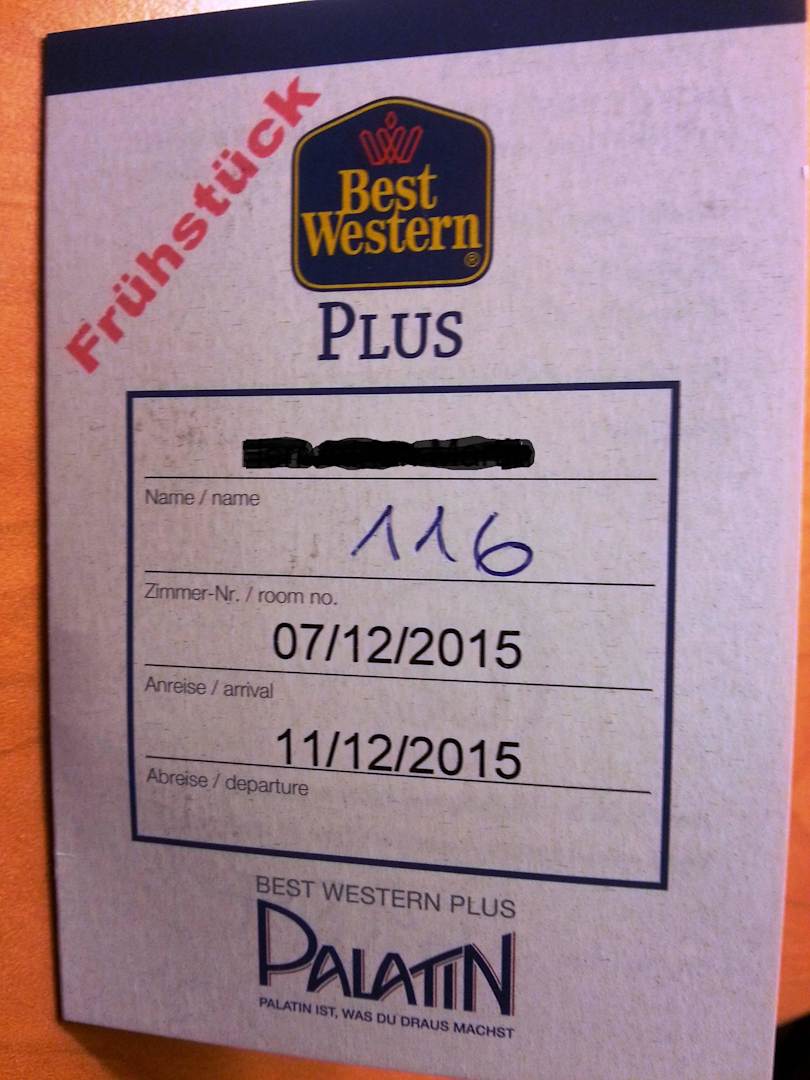 Frühstück
Best
Western
®
PLUS
Name / name
116
Zimmer-Nr. / room no.
07/12/2015
Anreise / arrival
11/12/2015
Abreise / departure
BEST WESTERN PLUS
PALATIN
PALATIN IST, WAS DU DRAUS MACHST